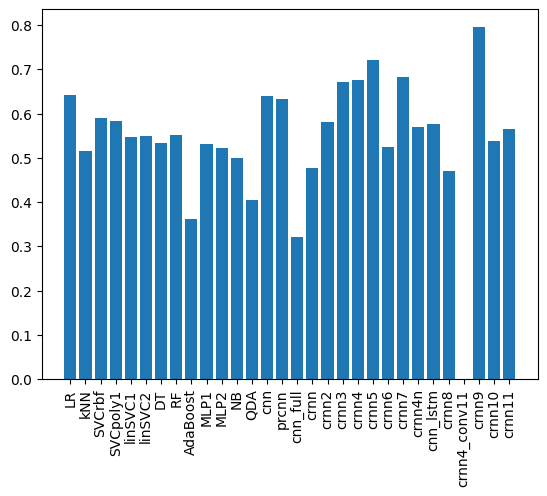 0.8
0.7
0.6
0.5
0.4
0.3
0.2
0.1
0.0
LR
kNN
SVCrbf
SVCpoly1
linSVC1
linSVC2
DT
RF
AdaBoost
MLP1
MLP2
NB
QDA
cnn
prcnn
cnn_full
crnn
crnn2
crnn3
crnn4
crnn5
crnn6
crnn7
crnn4n
cnn_lstm
crnn8
crnn4_conv11
crnn9
crnn10
crnn11